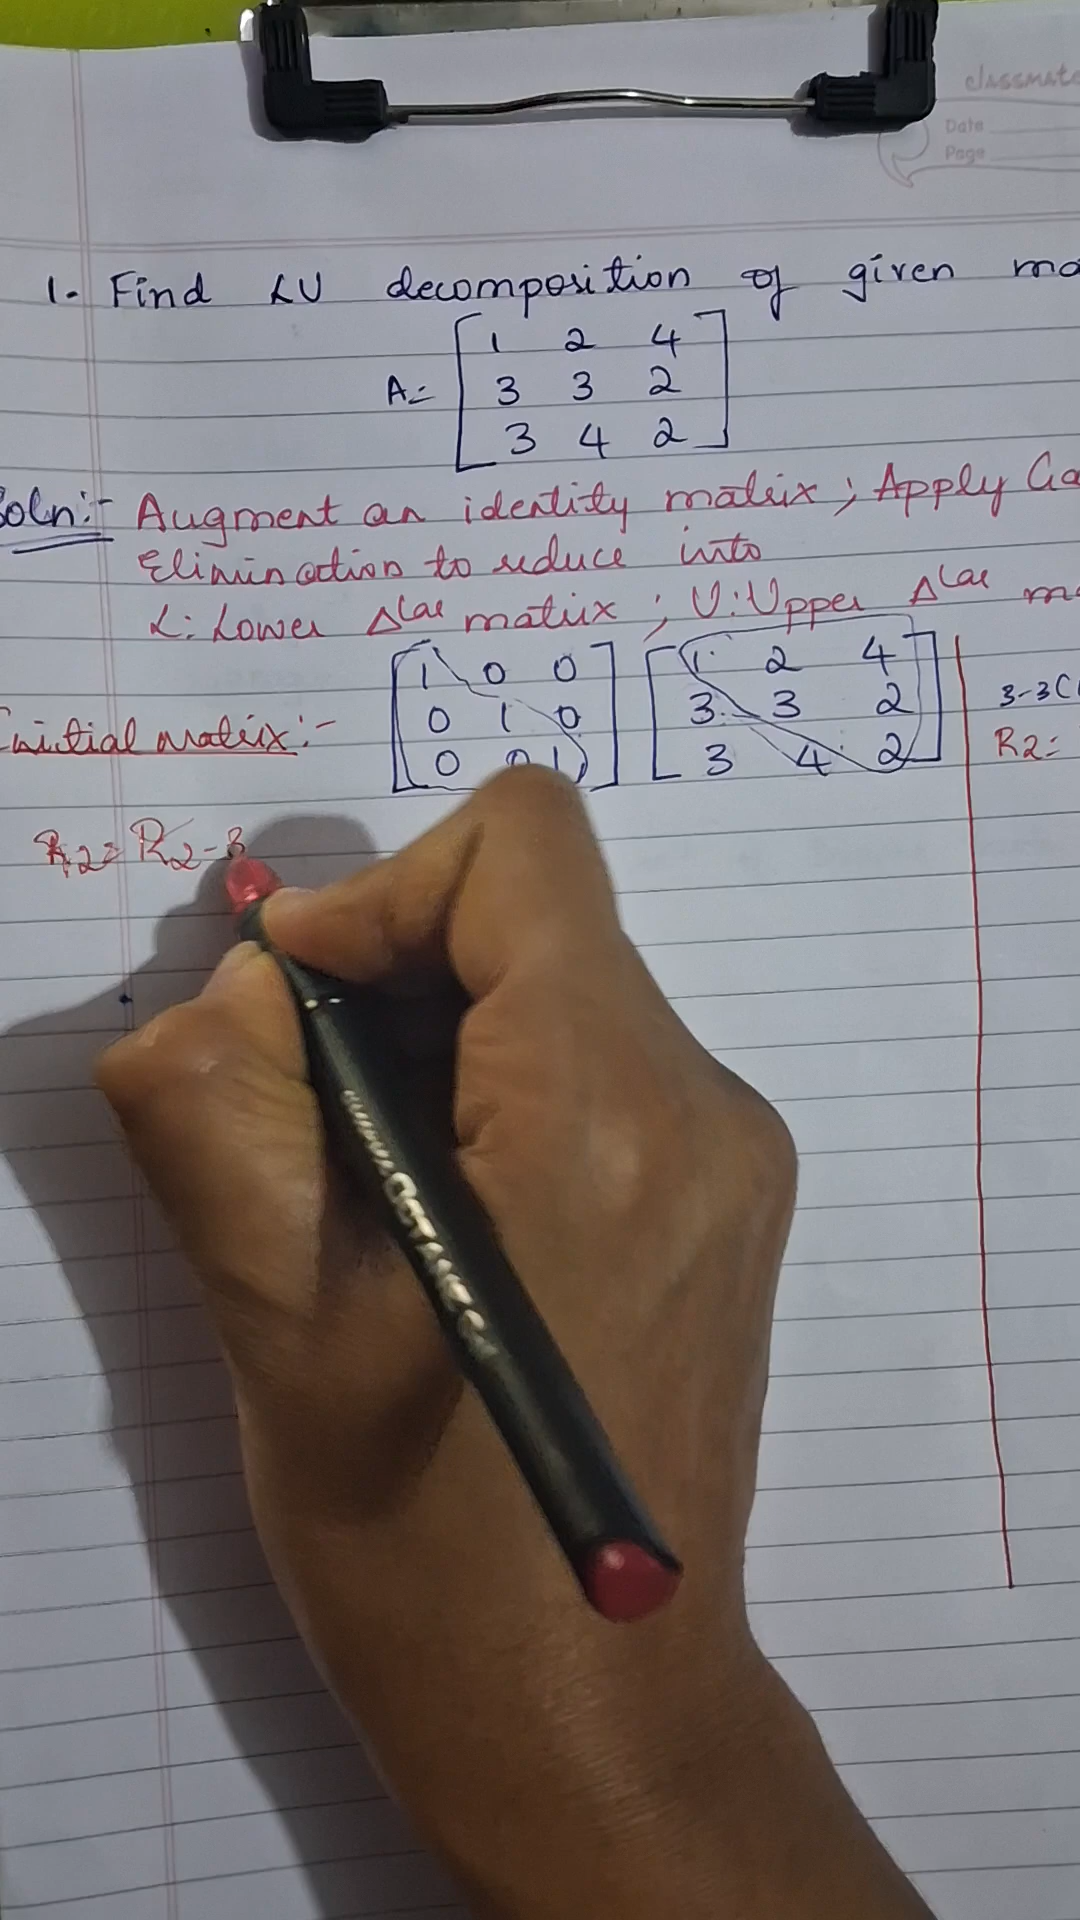 classmate
Date
Page
1. Find LU decomposition of given
A= [1 2 4
3 3 2
3 4 2]
Soln:- Augment an identity matrix; Apply
Elimination to reduce into
L: Lower Δlar matrix ; U: Upper Δlar
Initial matrix:- [1 0 0] [1 2 4]
0 1 0 3 3 2 3-3(
0 0 1 3 4 2 R2=
R2= R2-3
OCTANE